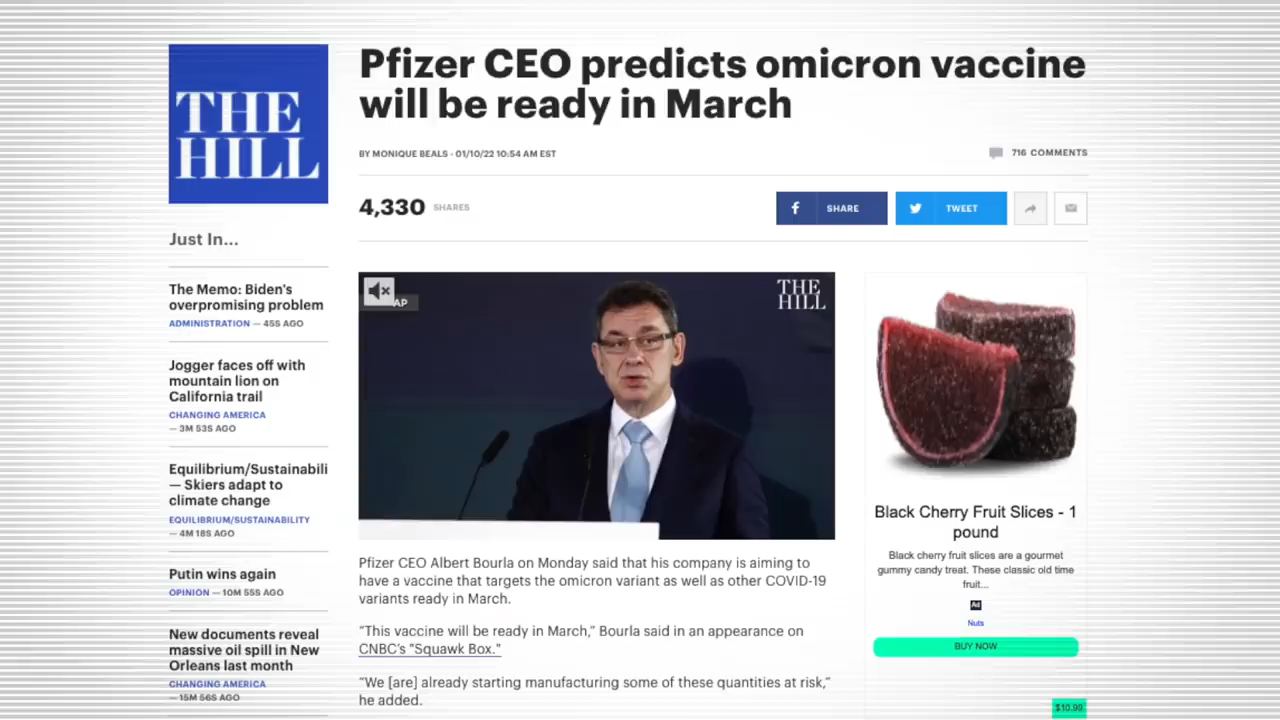 THE
HILL
Pfizer CEO predicts omicron vaccine
will be ready in March
BY MONIQUE BEALS - 01/10/22 10:54 AM EST
716 COMMENTS
4,330 SHARES
SHARE
TWEET
Just In...
The Memo: Biden's
overpromising problem
ADMINISTRATION — 45S AGO
Jogger faces off with
mountain lion on
California trail
CHANGING AMERICA
— 3M 53S AGO
Equilibrium/Sustainabili
— Skiers adapt to
climate change
EQUILIBRIUM/SUSTAINABILITY
— 4M 18S AGO
Putin wins again
OPINION — 10M 55S AGO
New documents reveal
massive oil spill in New
Orleans last month
CHANGING AMERICA
— 15M 56S AGO
AP
THE
HILL
Pfizer CEO Albert Bourla on Monday said that his company is aiming to
have a vaccine that targets the omicron variant as well as other COVID-19
variants ready in March.
“This vaccine will be ready in March,” Bourla said in an appearance on
CNBC’s "Squawk Box."
“We [are] already starting manufacturing some of these quantities at risk,”
he added.
Black Cherry Fruit Slices - 1
pound
Black cherry fruit slices are a gourmet
gummy candy treat. These classic old time
fruit...
Ad
Nuts
BUY NOW
$10.99